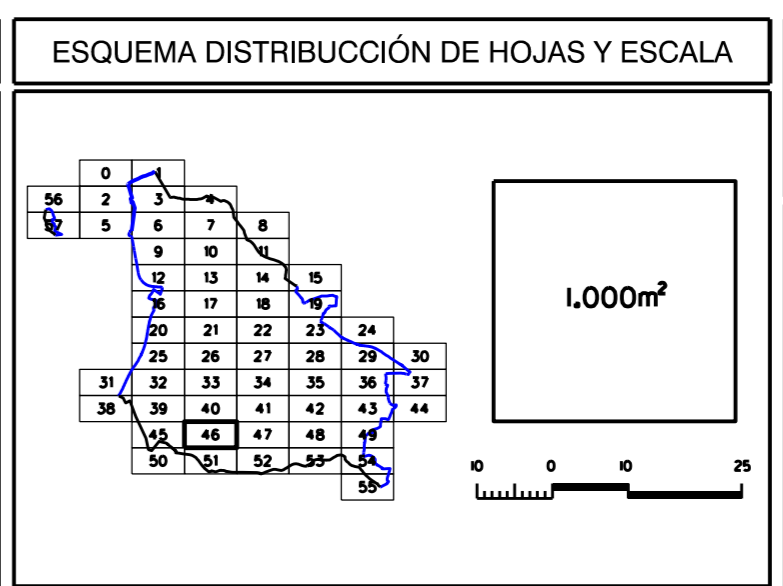 ESQUEMA DISTRIBUCCIÓN DE HOJAS Y ESCALA
0 1
56 2 3 4
57 5 6 7 8
9 10 11
12 13 14 15
16 17 18 19
20 21 22 23 24
25 26 27 28 29 30
31 32 33 34 35 36 37
38 39 40 41 42 43 44
45 46 47 48 49
50 51 52 53 54
55
1.000m²
10 0 10 25